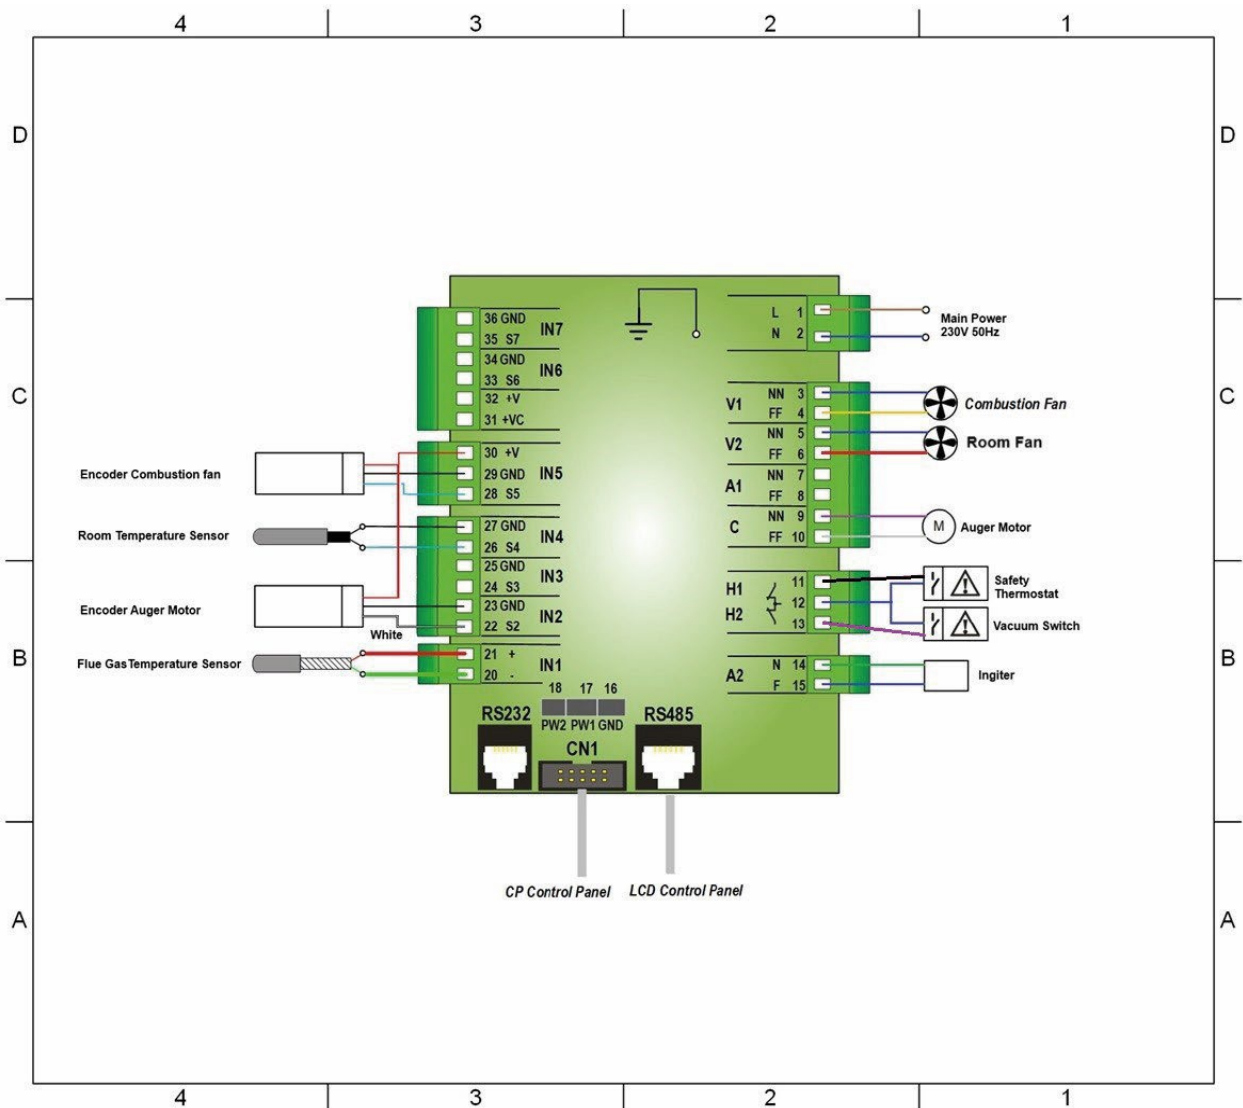 4 3 2 1
D D
36 GND
35 S7
IN7
34 GND
33 S6
IN6
32 +V
31 +VC
L 1
N 2
Main Power
230V 50Hz
C C
NN 3
FF 4
V1
Combustion Fan
NN 5
FF 6
V2
Room Fan
NN 7
FF 8
A1
NN 9
FF 10
C
M
Auger Motor
Encoder Combustion fan
30 +V
29 GND
28 S5
IN5
Room Temperature Sensor
27 GND
26 S4
IN4
25 GND
24 S3
IN3
Encoder Auger Motor
23 GND
22 S2
IN2
White
Flue GasTemperature Sensor
21 +
20 -
IN1
H1
H2
11
12
13
Safety
Thermostat
Vacuum Switch
B B
A2
N 14
F 15
Ingiter
18 17 16
PW2 PW1 GND
RS232
CN1
RS485
CP Control Panel
LCD Control Panel
A A
4 3 2 1